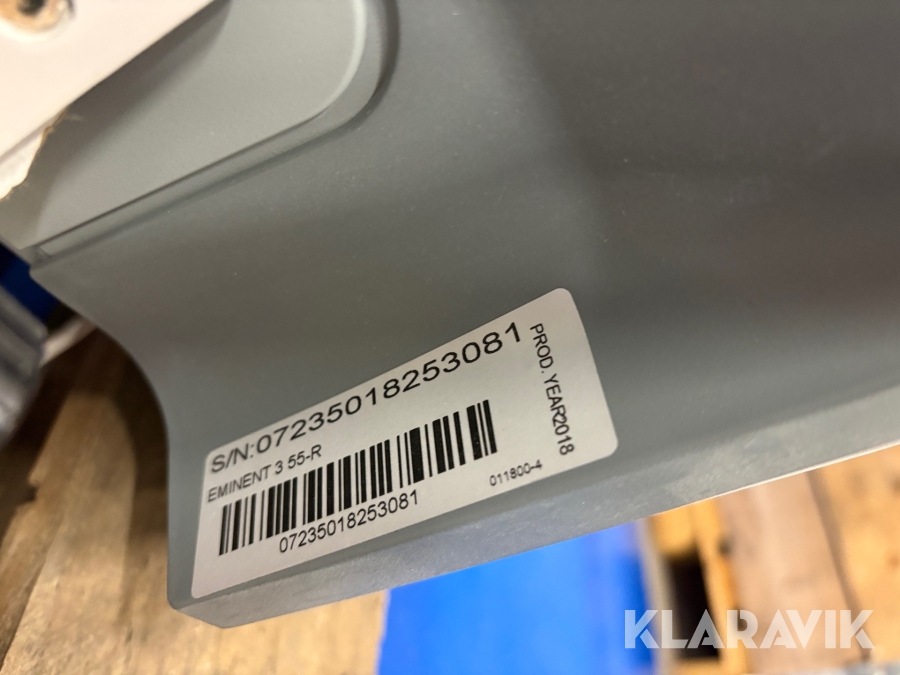 S/N:07235018253081
EMINENT 3 55-R
07235018253081
011800-4
PROD. YEAR2018
KLARAVIK